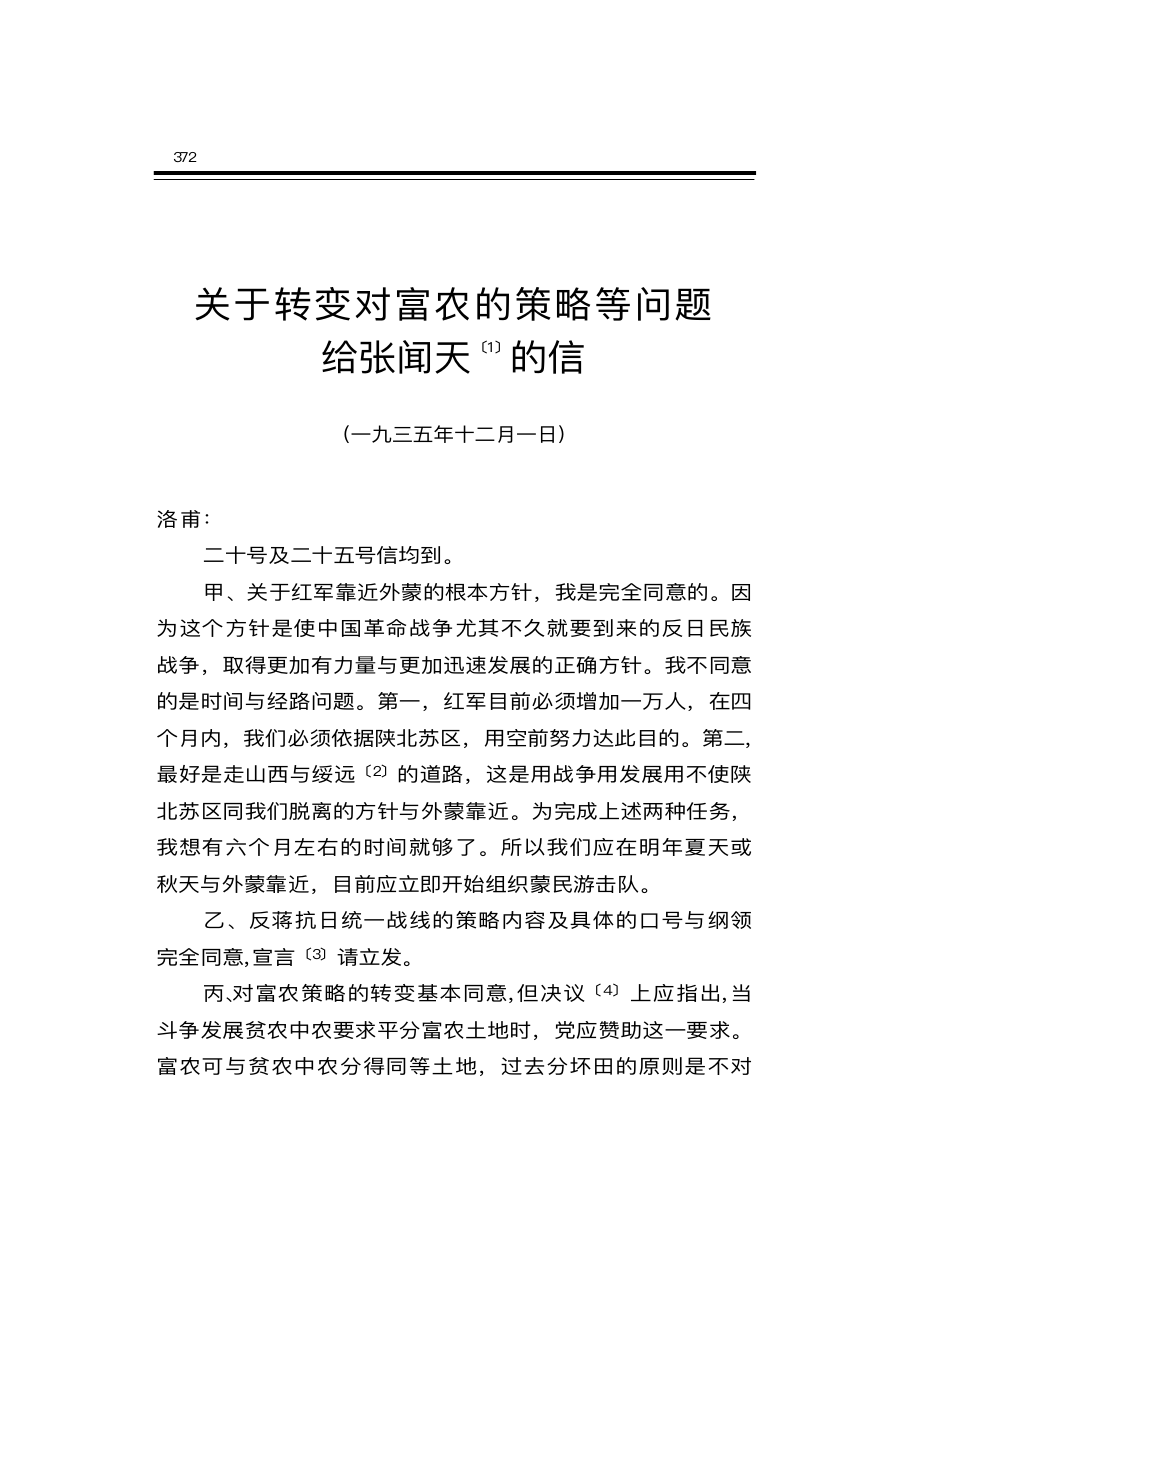 372
关于转变对富农的策略等问题
给张闻天〔1〕的信
（一九三五年十二月一日）
洛甫：
二十号及二十五号信均到。
甲、关于红军靠近外蒙的根本方针，我是完全同意的。因
为这个方针是使中国革命战争尤其不久就要到来的反日民族
战争，取得更加有力量与更加迅速发展的正确方针。我不同意
的是时间与经路问题。第一，红军目前必须增加一万人，在四
个月内，我们必须依据陕北苏区，用空前努力达此目的。第二，
最好是走山西与绥远〔2〕的道路，这是用战争用发展用不使陕
北苏区同我们脱离的方针与外蒙靠近。为完成上述两种任务，
我想有六个月左右的时间就够了。所以我们应在明年夏天或
秋天与外蒙靠近，目前应立即开始组织蒙民游击队。
乙、反蒋抗日统一战线的策略内容及具体的口号与纲领
完全同意，宣言〔3〕请立发。
丙、对富农策略的转变基本同意，但决议〔4〕上应指出，当
斗争发展贫农中农要求平分富农土地时，党应赞助这一要求。
富农可与贫农中农分得同等土地，过去分坏田的原则是不对